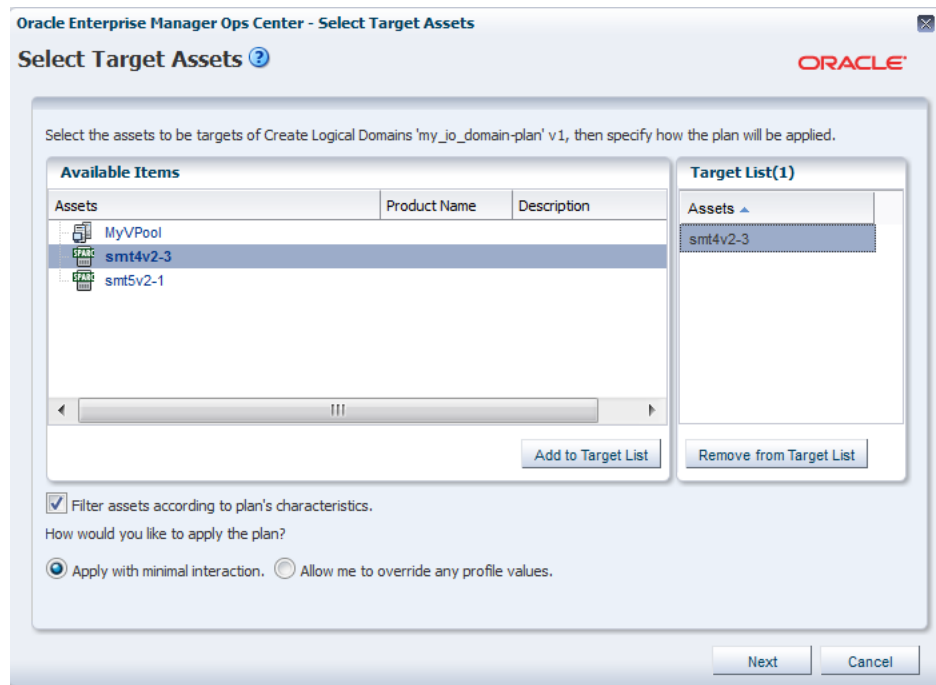 Oracle Enterprise Manager Ops Center - Select Target Assets
Select Target Assets ?
ORACLE
Select the assets to be targets of Create Logical Domains 'my_io_domain-plan' v1, then specify how the plan will be applied.
Available Items
Assets Product Name Description
MyVPool
SPARC smt4v2-3
SPARC smt5v2-1
Add to Target List
Target List(1)
Assets
smt4v2-3
Remove from Target List
Filter assets according to plan's characteristics.
How would you like to apply the plan?
Apply with minimal interaction. Allow me to override any profile values.
Next Cancel